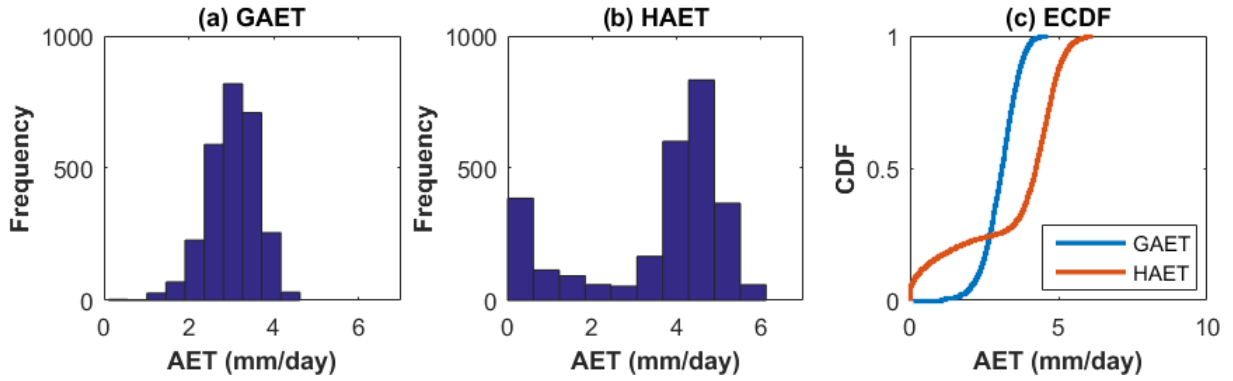 (a) GAET
(b) HAET
(c) ECDF
1000
500
0
Frequency
0 2 4 6
AET (mm/day)
1000
500
0
Frequency
0 2 4 6
AET (mm/day)
1
0.5
0
CDF
0 5 10
AET (mm/day)
GAET
HAET